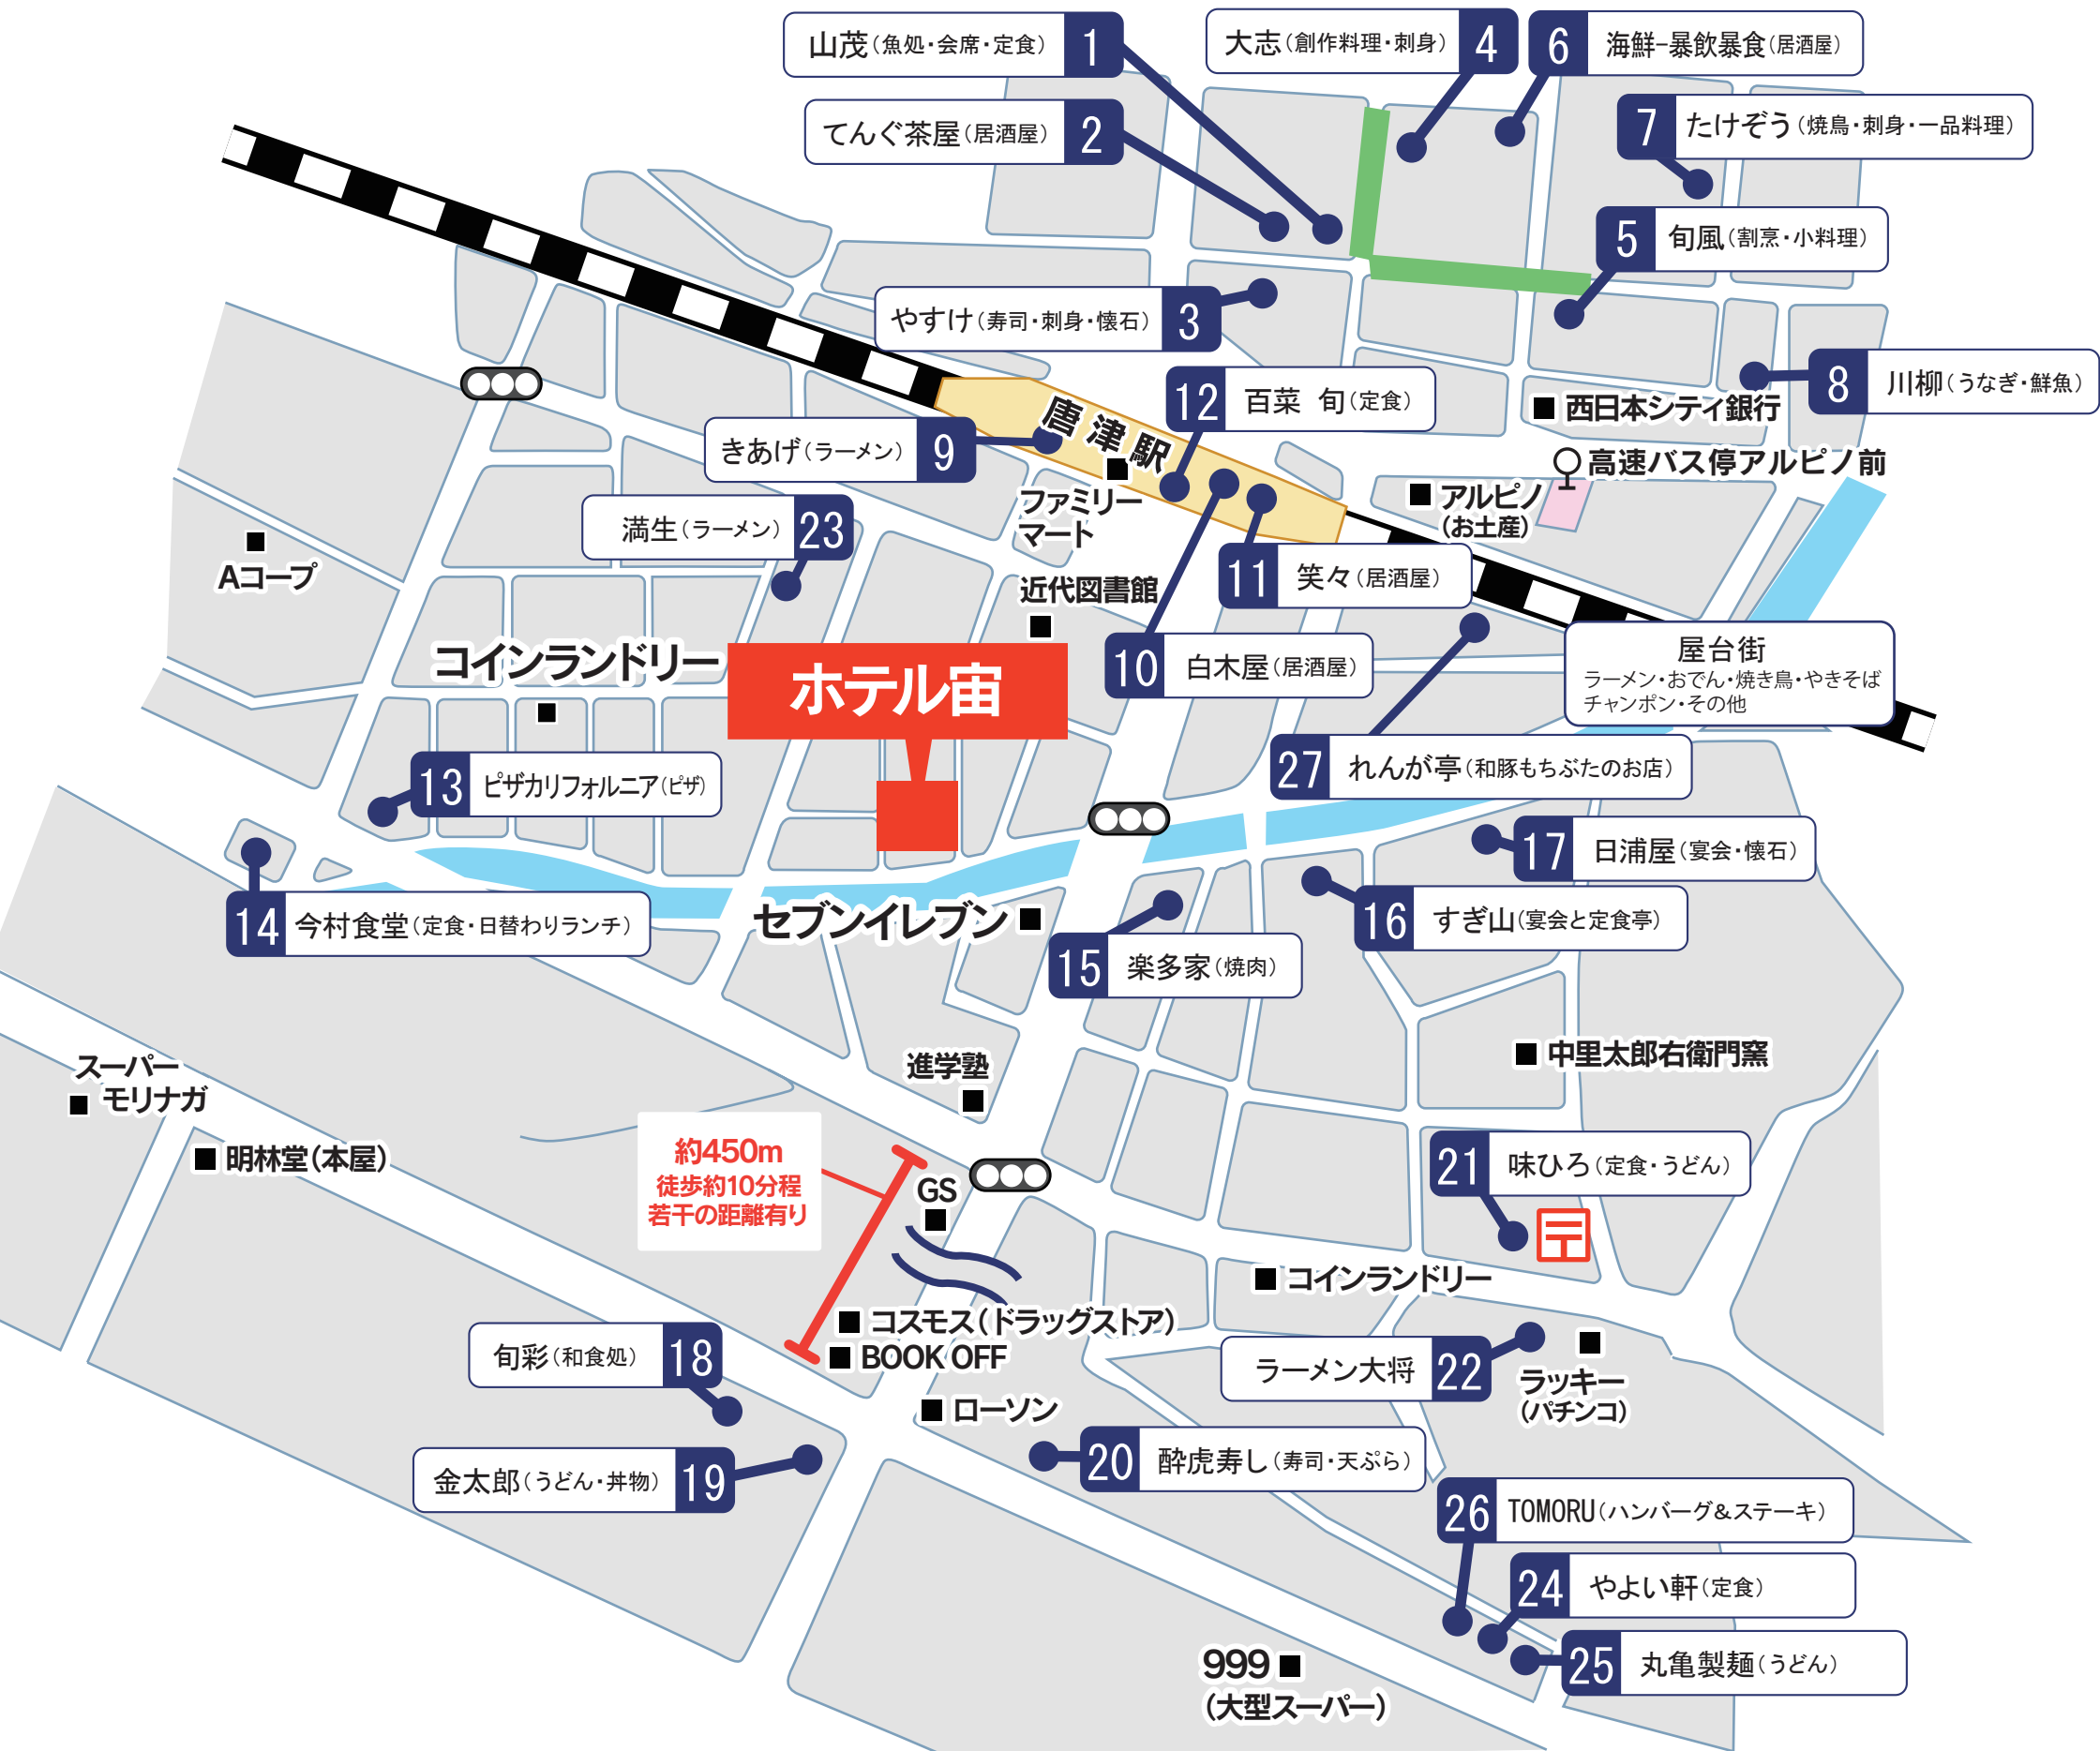 山茂（魚処・会席・定食） 1
大志（創作料理・刺身） 4
6 海鮮−暴飲暴食（居酒屋）
てんぐ茶屋（居酒屋） 2
7 たけぞう（焼鳥・刺身・一品料理）
5 旬風（割烹・小料理）
やすけ（寿司・刺身・懐石） 3
8 川柳（うなぎ・鮮魚）
12 百菜 旬（定食）
西日本シティ銀行
唐津駅
きあげ（ラーメン） 9
高速バス停アルピノ前
ファミリー
マート
アルピノ
（お土産）
満生（ラーメン） 23
Aコープ
近代図書館
11 笑々（居酒屋）
10 白木屋（居酒屋）
屋台街
ラーメン・おでん・焼き鳥・やきそば
チャンポン・その他
コインランドリー
ホテル宙
27 れんが亭（和豚もちぶたのお店）
13 ピザカリフォルニア（ピザ）
17 日浦屋（宴会・懐石）
14 今村食堂（定食・日替わりランチ）
セブンイレブン
16 すぎ山（宴会と定食亭）
15 楽多家（焼肉）
スーパー
モリナガ
進学塾
中里太郎右衛門窯
明林堂（本屋）
約450m
徒歩約10分程
若干の距離有り
GS
21 味ひろ（定食・うどん）
〒
コインランドリー
コスモス（ドラッグストア）
BOOK OFF
旬彩（和食処） 18
ラーメン大将 22
ラッキー
（パチンコ）
ローソン
金太郎（うどん・丼物） 19
20 酔虎寿し（寿司・天ぷら）
26 TOMORU（ハンバーグ&ステーキ）
24 やよい軒（定食）
25 丸亀製麺（うどん）
999
（大型スーパー）